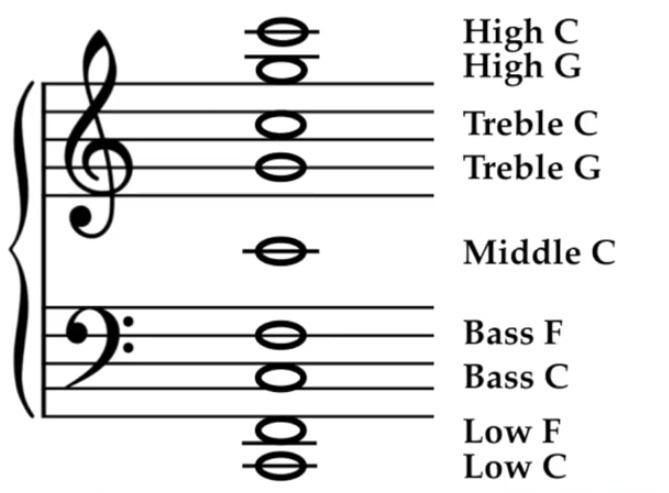 High C
High G
Treble C
Treble G
Middle C
Bass F
Bass C
Low F
Low C